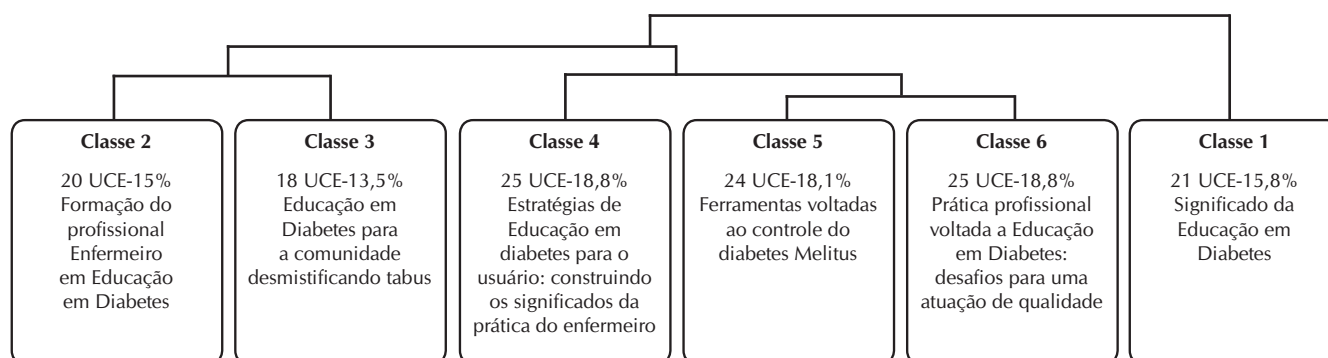 Classe 2
20 UCE-15%
Formação do
profissional
Enfermeiro
em Educação
em Diabetes
Classe 3
18 UCE-13,5%
Educação em
Diabetes para
a comunidade
desmistificando tabus
Classe 4
25 UCE-18,8%
Estratégias de
Educação em
diabetes para o
usuário: construindo
os significados da
prática do enfermeiro
Classe 5
24 UCE-18,1%
Ferramentas voltadas
ao controle do
diabetes Melitus
Classe 6
25 UCE-18,8%
Prática profissional
voltada a Educação
em Diabetes:
desafios para uma
atuação de qualidade
Classe 1
21 UCE-15,8%
Significado da
Educação em
Diabetes